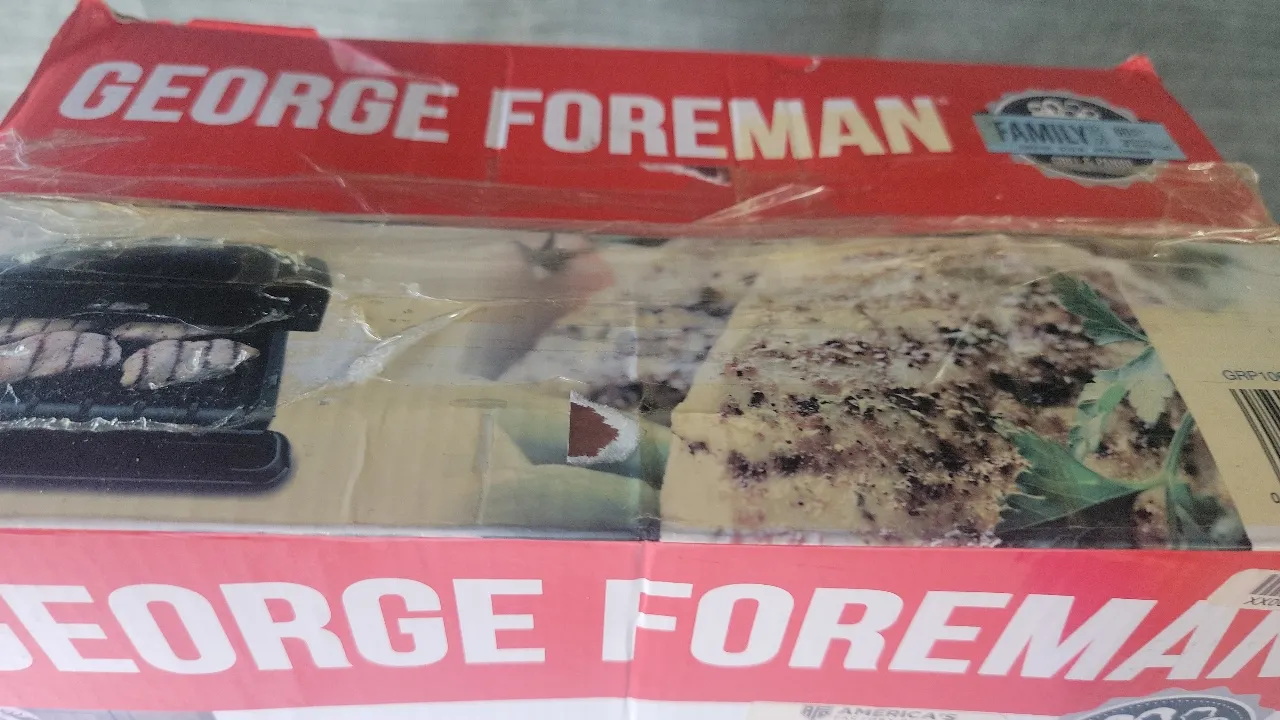 GEORGE FOREMAN
FAMILY
GRP10
GEORGE FOREMAN
AMERICA'S